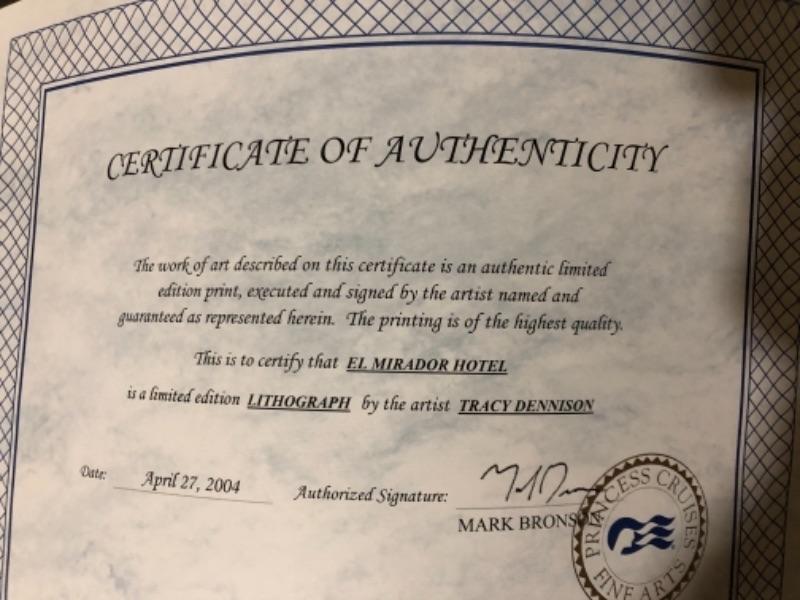 CERTIFICATE OF AUTHENTICITY
The work of art described on this certificate is an authentic limited
edition print, executed and signed by the artist named and
guaranteed as represented herein. The printing is of the highest quality.
This is to certify that EL MIRADOR HOTEL
is a limited edition LITHOGRAPH by the artist TRACY DENNISON
Date: April 27, 2004 Authorized Signature:
MARK BRONSON
PRINCESS CRUISES
FINE ARTS